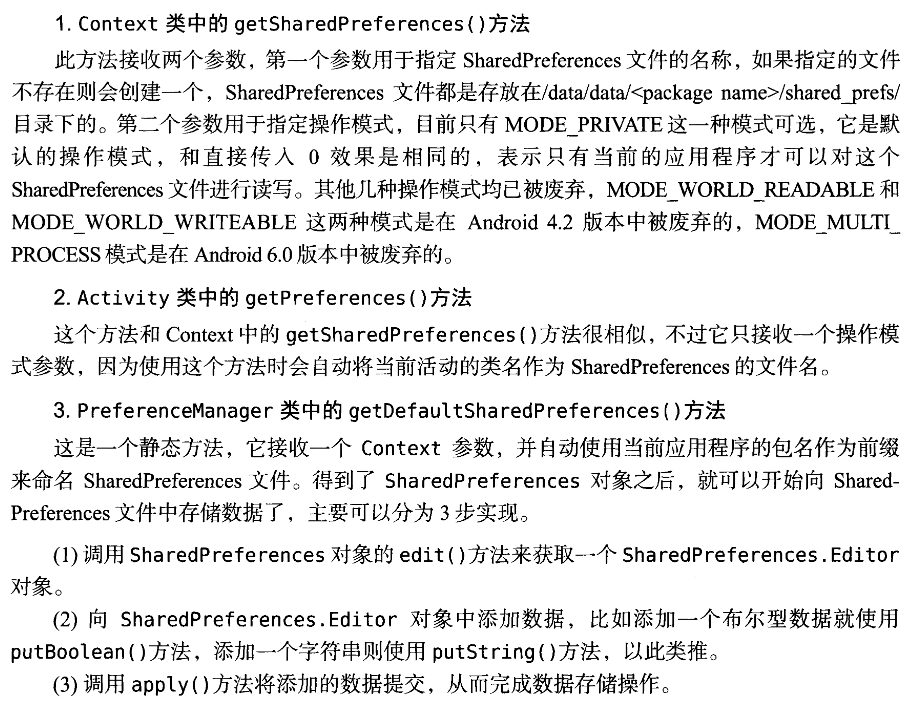 1. Context 类中的 getSharedPreferences()方法
此方法接收两个参数，第一个参数用于指定 SharedPreferences 文件的名称，如果指定的文件
不存在则会创建一个，SharedPreferences 文件都是存放在/data/data/<package name>/shared_prefs/
目录下的。第二个参数用于指定操作模式，目前只有 MODE_PRIVATE 这一种模式可选，它是默
认的操作模式，和直接传入 0 效果是相同的，表示只有当前的应用程序才可以对这个
SharedPreferences 文件进行读写。其他几种操作模式均已被废弃，MODE_WORLD_READABLE 和
MODE_WORLD_WRITEABLE 这两种模式是在 Android 4.2 版本中被废弃的，MODE_MULTI_
PROCESS 模式是在 Android 6.0 版本中被废弃的。
2. Activity 类中的 getPreferences()方法
这个方法和 Context 中的 getSharedPreferences()方法很相似，不过它只接收一个操作模
式参数，因为使用这个方法时会自动将当前活动的类名作为 SharedPreferences 的文件名。
3. PreferenceManager 类中的 getDefaultSharedPreferences()方法
这是一个静态方法，它接收一个 Context 参数，并自动使用当前应用程序的包名作为前缀
来命名 SharedPreferences 文件。得到了 SharedPreferences 对象之后，就可以开始向 Shared-
Preferences 文件中存储数据了，主要可以分为 3 步实现。
(1) 调用 SharedPreferences 对象的 edit()方法来获取一个 SharedPreferences.Editor
对象。
(2) 向 SharedPreferences.Editor 对象中添加数据，比如添加一个布尔型数据就使用
putBoolean()方法，添加一个字符串则使用 putString()方法，以此类推。
(3) 调用 apply()方法将添加的数据提交，从而完成数据存储操作。